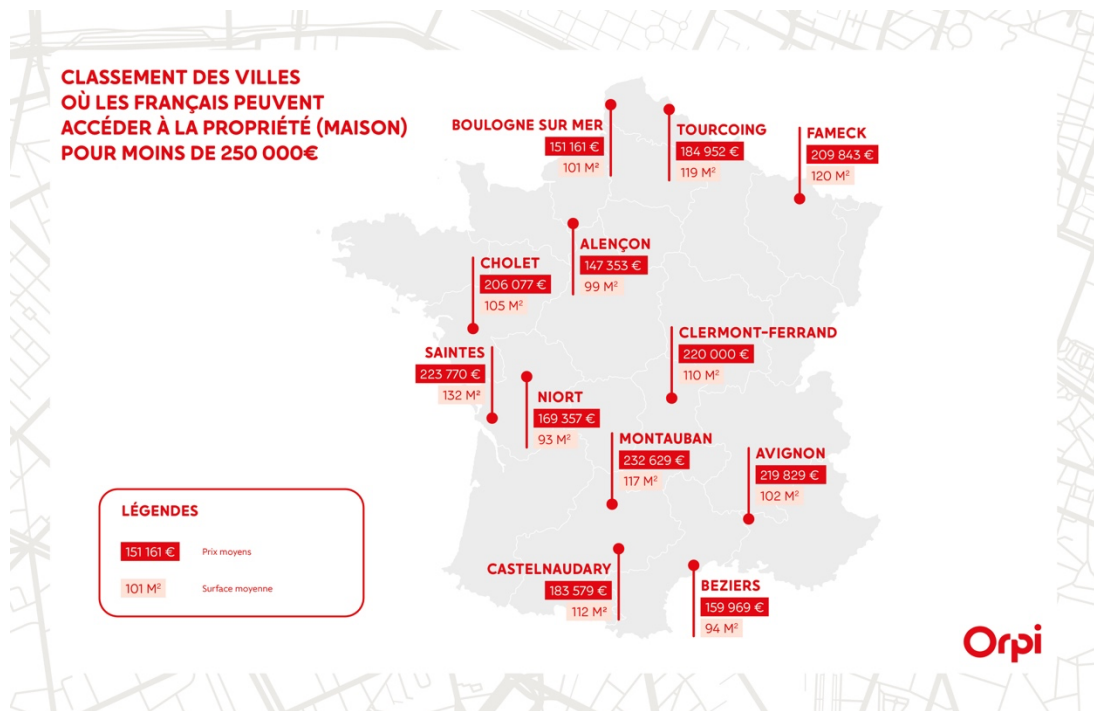 CLASSEMENT DES VILLES
OÙ LES FRANÇAIS PEUVENT
ACCÉDER À LA PROPRIÉTÉ (MAISON)
POUR MOINS DE 250 000€
BOULOGNE SUR MER
151 161 €
101 M²
TOURCOING
184 952 €
119 M²
FAMECK
209 843 €
120 M²
ALENÇON
147 353 €
99 M²
CHOLET
206 077 €
105 M²
CLERMONT-FERRAND
220 000 €
110 M²
SAINTES
223 770 €
132 M²
NIORT
169 357 €
93 M²
MONTAUBAN
232 629 €
117 M²
AVIGNON
219 829 €
102 M²
CASTELNAUDARY
183 579 €
112 M²
BEZIERS
159 969 €
94 M²
LÉGENDES
151 161 €
Prix moyens
101 M²
Surface moyenne
Orpi